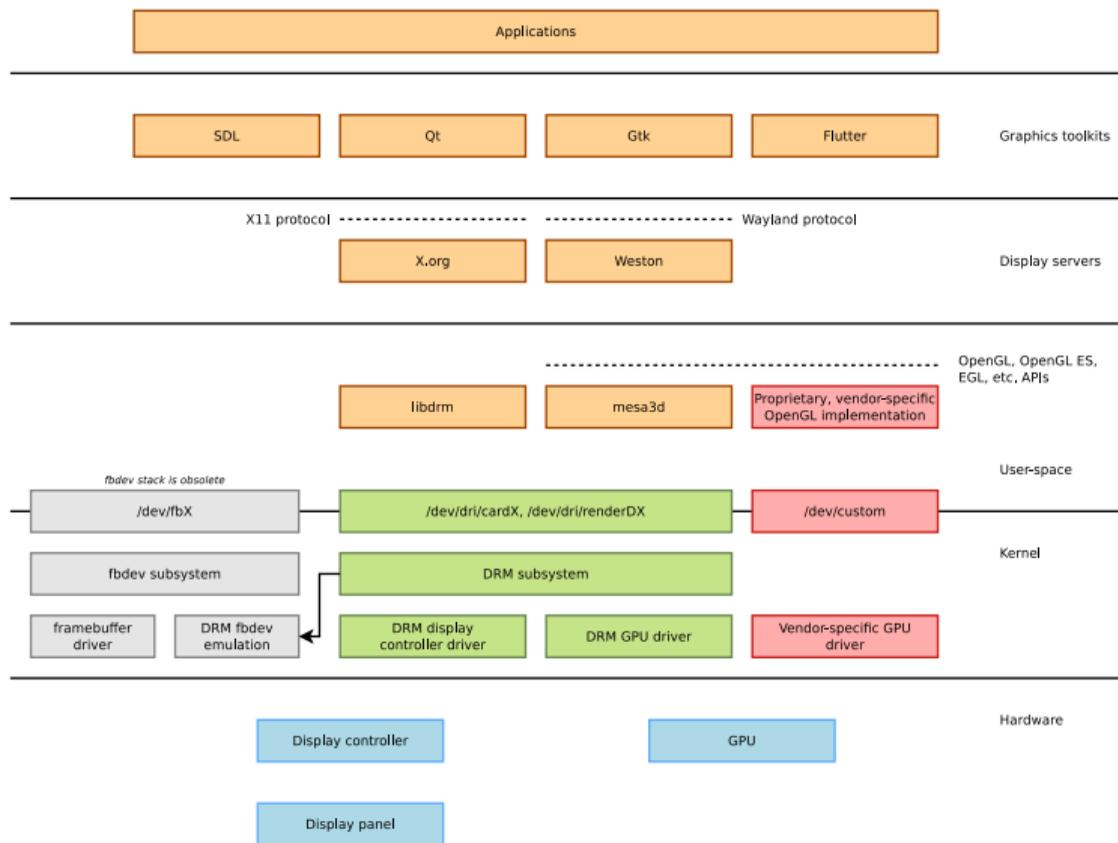 Applications
SDL
Qt
Gtk
Flutter
Graphics toolkits
X11 protocol
Wayland protocol
X.org
Weston
Display servers
OpenGL, OpenGL ES,
EGL, etc, APIs
libdrm
mesa3d
Proprietary, vendor-specific
OpenGL implementation
User-space
fbdev stack is obsolete
/dev/fbX
/dev/dri/cardX, /dev/dri/renderDX
/dev/custom
Kernel
fbdev subsystem
DRM subsystem
framebuffer
driver
DRM fbdev
emulation
DRM display
controller driver
DRM GPU driver
Vendor-specific GPU
driver
Hardware
Display controller
GPU
Display panel